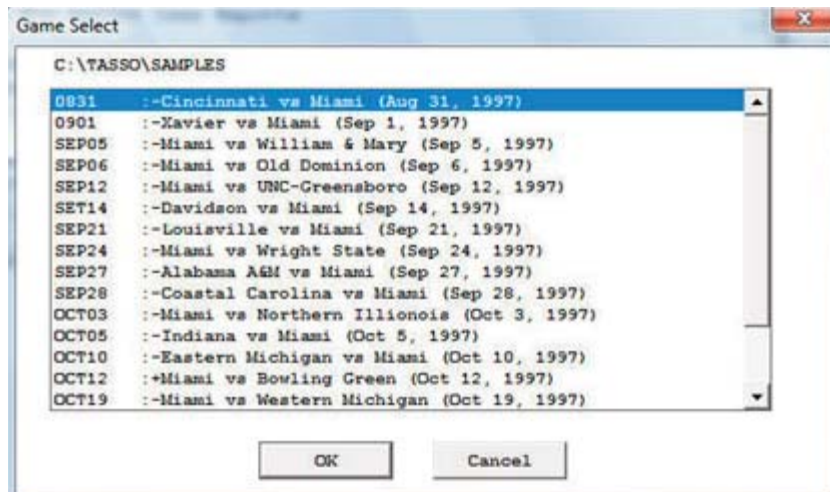 Game Select
C:\TASSO\SAMPLES
0831 :-Cincinnati vs Miami (Aug 31, 1997)
0901 :-Xavier vs Miami (Sep 1, 1997)
SEP05 :-Miami vs William & Mary (Sep 5, 1997)
SEP06 :-Miami vs Old Dominion (Sep 6, 1997)
SEP12 :-Miami vs UNC-Greensboro (Sep 12, 1997)
SET14 :-Davidson vs Miami (Sep 14, 1997)
SEP21 :-Louisville vs Miami (Sep 21, 1997)
SEP24 :-Miami vs Wright State (Sep 24, 1997)
SEP27 :-Alabama A&M vs Miami (Sep 27, 1997)
SEP28 :-Coastal Carolina vs Miami (Sep 28, 1997)
OCT03 :-Miami vs Northern Illionois (Oct 3, 1997)
OCT05 :-Indiana vs Miami (Oct 5, 1997)
OCT10 :-Eastern Michigan vs Miami (Oct 10, 1997)
OCT12 :+Miami vs Bowling Green (Oct 12, 1997)
OCT19 :-Miami vs Western Michigan (Oct 19, 1997)
OK Cancel